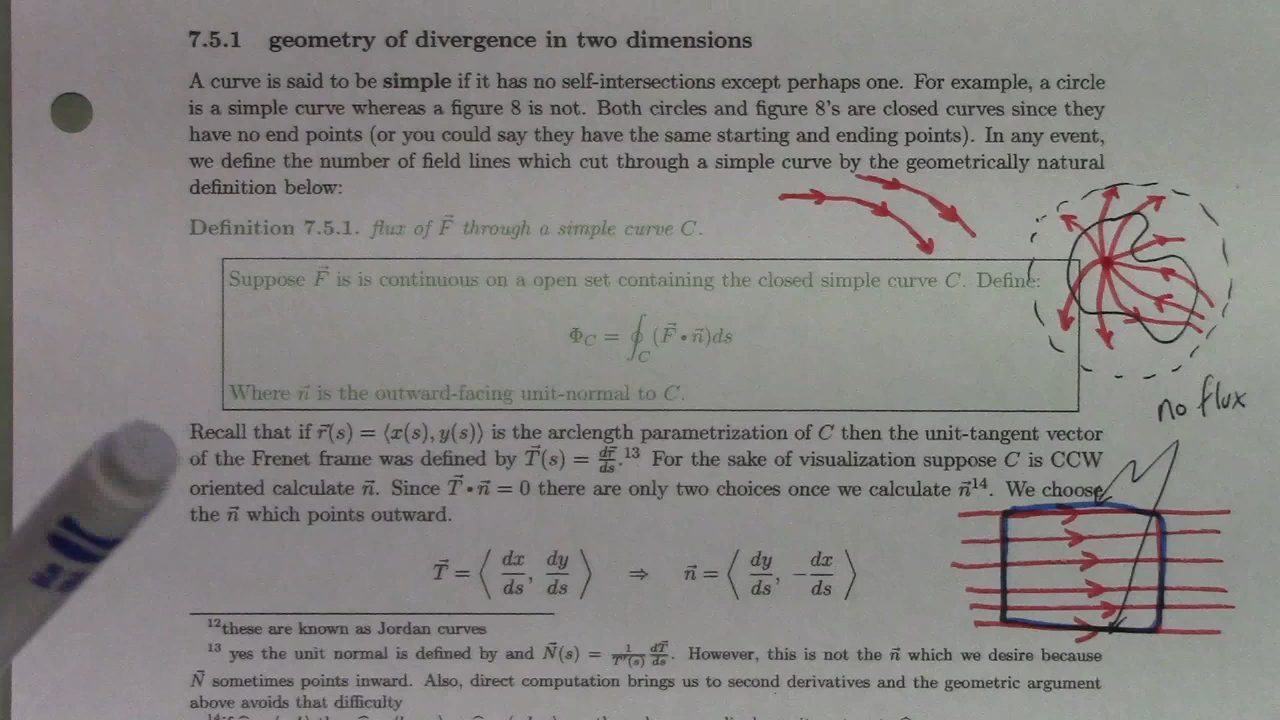 7.5.1 geometry of divergence in two dimensions
A curve is said to be simple if it has no self-intersections except perhaps one. For example, a circle
is a simple curve whereas a figure 8 is not. Both circles and figure 8's are closed curves since they
have no end points (or you could say they have the same starting and ending points). In any event,
we define the number of field lines which cut through a simple curve by the geometrically natural
definition below:
Definition 7.5.1. flux of F⃗ through a simple curve C.
Suppose F⃗ is is continuous on a open set containing the closed simple curve C. Define:
Φ_C = ∮_C (F⃗ • n⃗)ds
Where n⃗ is the outward-facing unit-normal to C.
no flux
Recall that if r⃗(s) = ⟨x(s), y(s)⟩ is the arclength parametrization of C then the unit-tangent vector
of the Frenet frame was defined by T⃗(s) = dr⃗/ds.¹³ For the sake of visualization suppose C is CCW
oriented calculate n⃗. Since T⃗ • n⃗ = 0 there are only two choices once we calculate n⃗¹⁴. We choose
the n⃗ which points outward.
T⃗ = ⟨dx/ds, dy/ds⟩ ⇒ n⃗ = ⟨dy/ds, −dx/ds⟩
¹²these are known as Jordan curves
¹³ yes the unit normal is defined by and N⃗(s) = 1/T'(s) dT⃗/ds. However, this is not the n⃗ which we desire because
N⃗ sometimes points inward. Also, direct computation brings us to second derivatives and the geometric argument
above avoids that difficulty